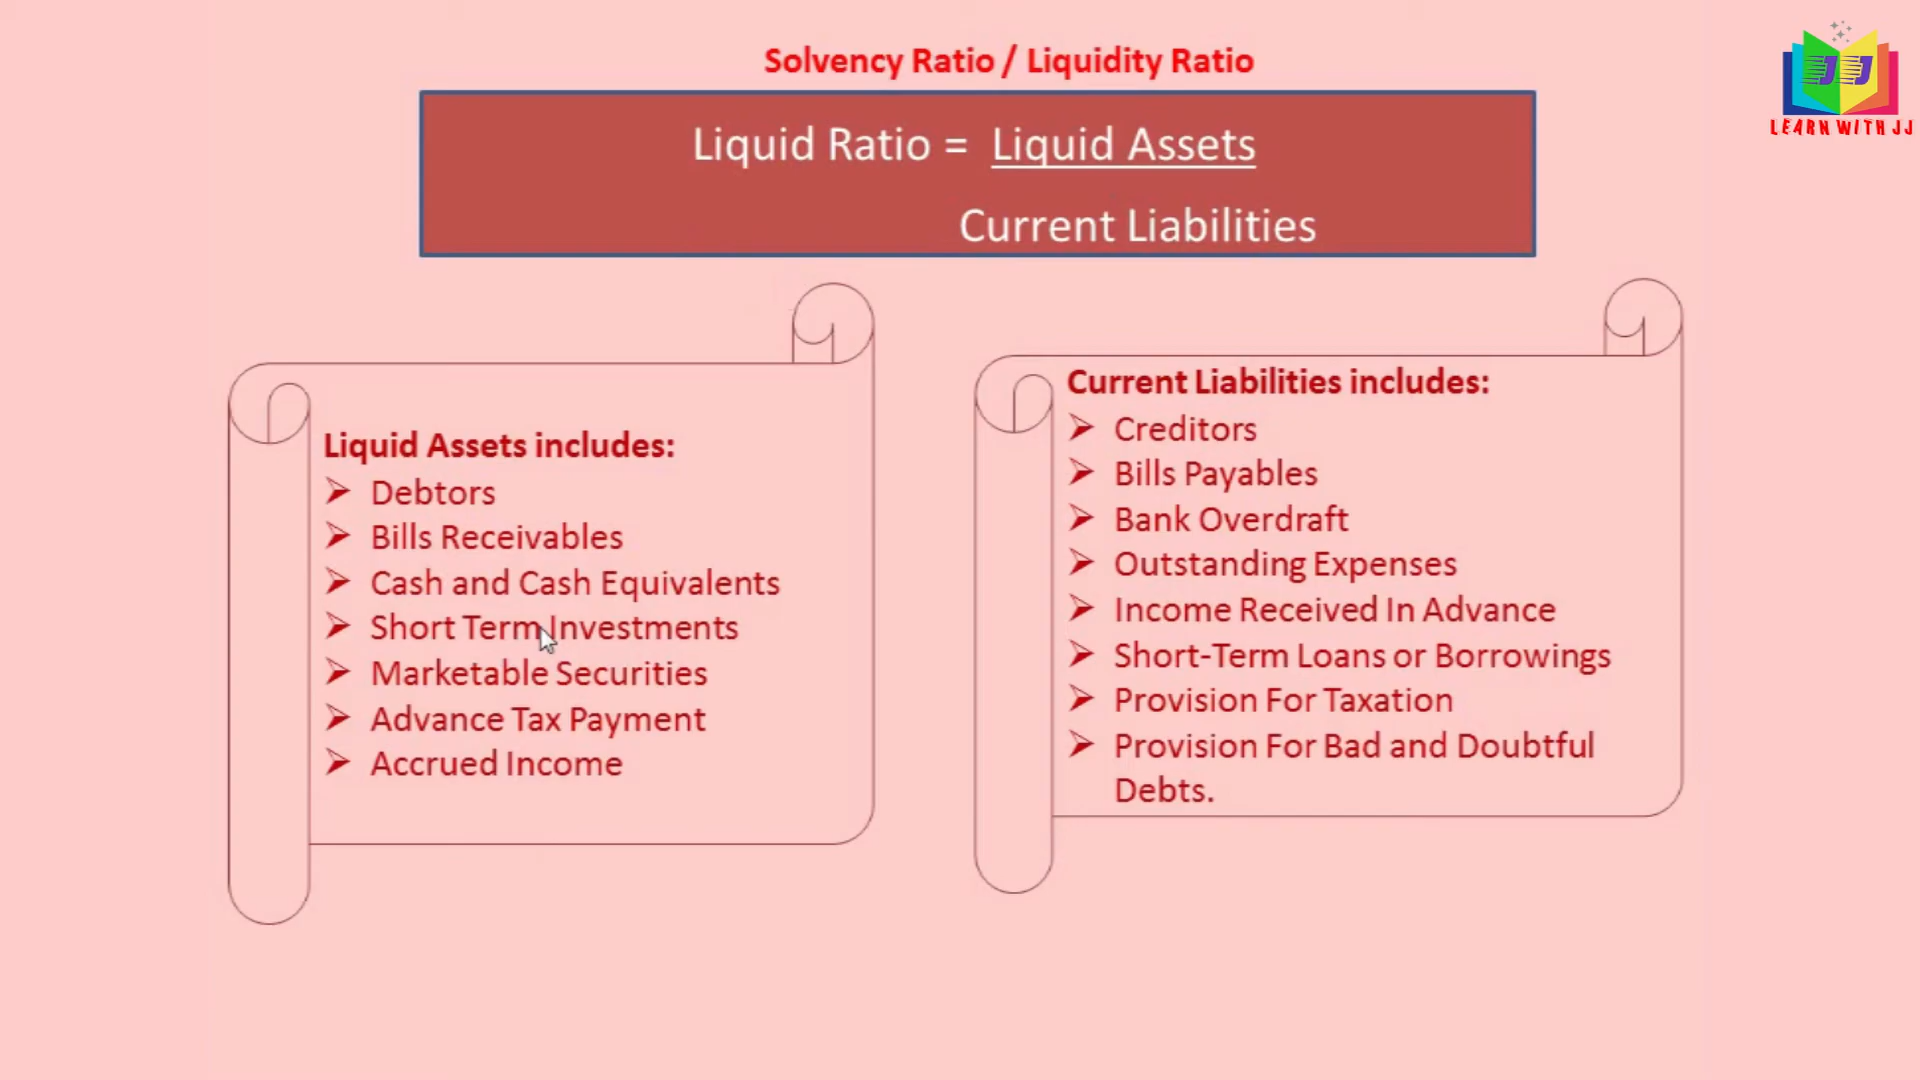 Solvency Ratio / Liquidity Ratio
Liquid Ratio = Liquid Assets
Current Liabilities
LEARN WITH JJ
Liquid Assets includes:
Debtors
Bills Receivables
Cash and Cash Equivalents
Short Term Investments
Marketable Securities
Advance Tax Payment
Accrued Income
Current Liabilities includes:
Creditors
Bills Payables
Bank Overdraft
Outstanding Expenses
Income Received In Advance
Short-Term Loans or Borrowings
Provision For Taxation
Provision For Bad and Doubtful
Debts.